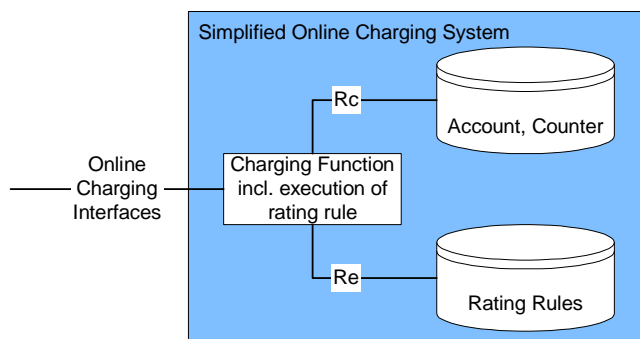 Simplified Online Charging System
Rc
Account, Counter
Online
Charging
Interfaces
Charging Function
incl. execution of
rating rule
Re
Rating Rules